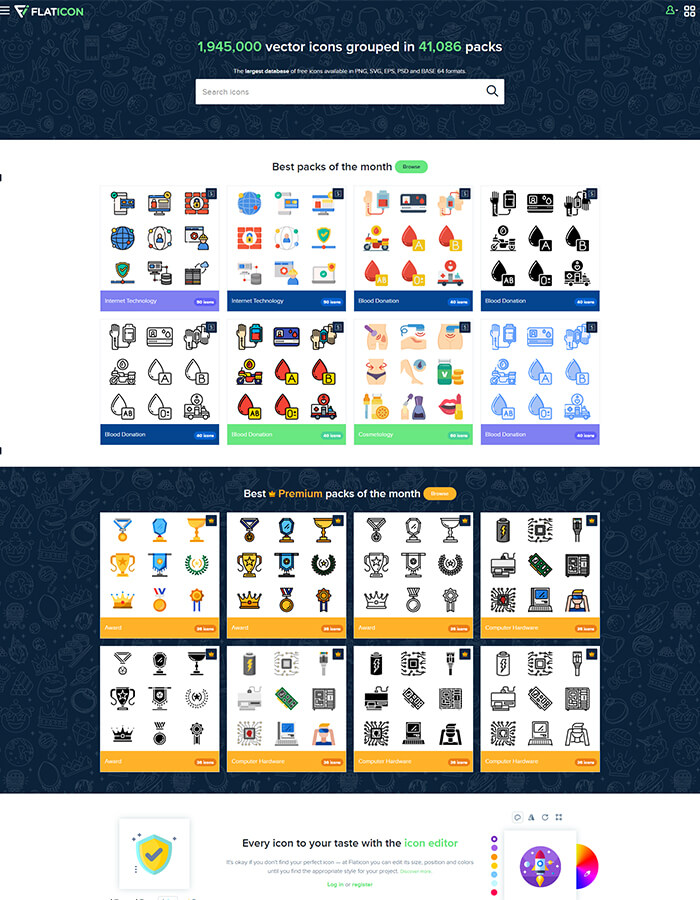 FLATICON
1,945,000 vector icons grouped in 41,086 packs
The largest database of free icons available in PNG, SVG, EPS, PSD and BASE 64 formats.
Search icons
Best packs of the month Browse
Internet Technology 50 icons
Internet Technology 50 icons
Blood Donation 40 icons
Blood Donation 40 icons
A B
A B
AB O+
AB O+
Blood Donation 40 icons
Blood Donation 40 icons
Cosmetology 50 icons
Blood Donation 40 icons
Best Premium packs of the month Browse
Award 36 icons
Award 36 icons
Award 36 icons
Computer Hardware 36 icons
Award 36 icons
Computer Hardware 36 icons
Computer Hardware 36 icons
Computer Hardware 36 icons
Every icon to your taste with the icon editor
It's okay if you don't find your perfect icon — at Flaticon you can edit its size, position and colors
until you find the appropriate style for your project. Discover more.
Log in or register